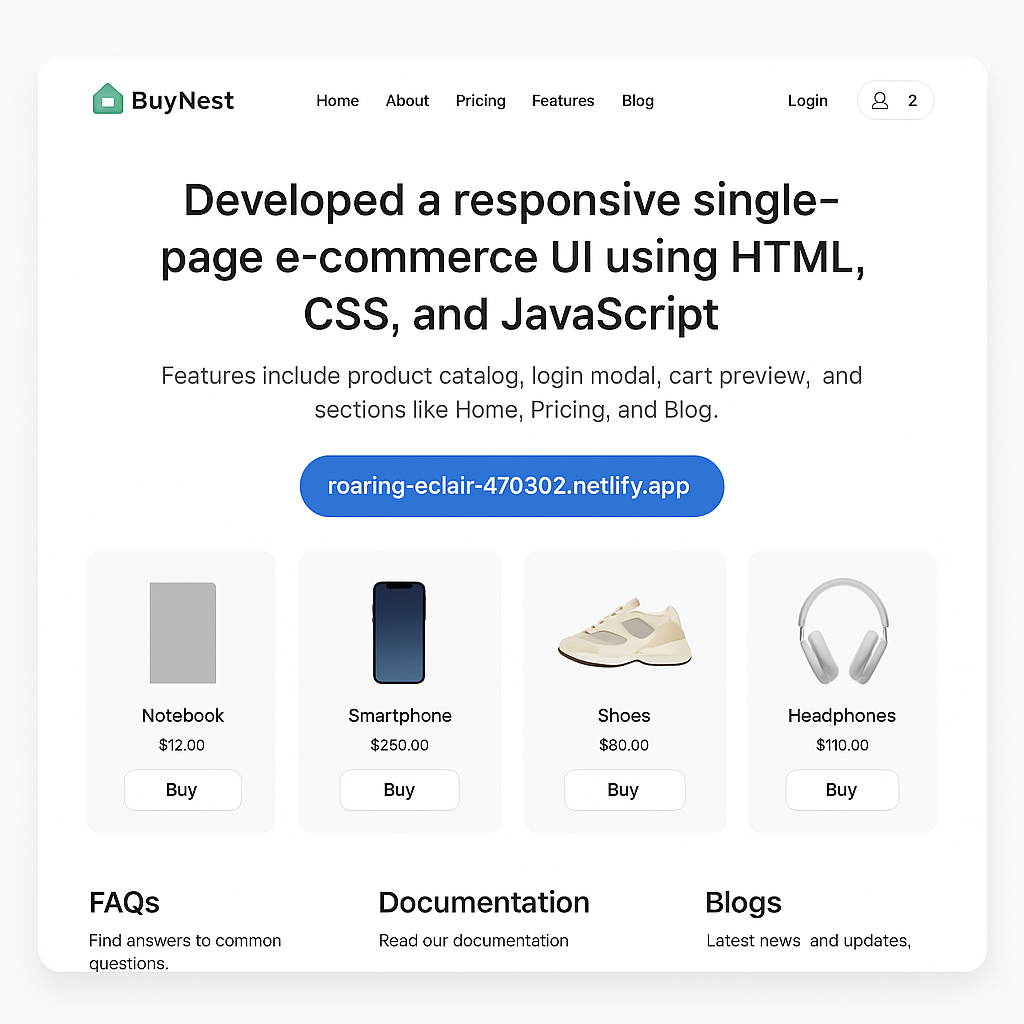 BuyNest
Home About Pricing Features Blog
Login 2
Developed a responsive single-
page e-commerce UI using HTML,
CSS, and JavaScript
Features include product catalog, login modal, cart preview, and
sections like Home, Pricing, and Blog.
roaring-eclair-470302.netlify.app
Notebook
$12.00
Buy
Smartphone
$250.00
Buy
Shoes
$80.00
Buy
Headphones
$110.00
Buy
FAQs
Find answers to common
questions.
Documentation
Read our documentation
Blogs
Latest news and updates,